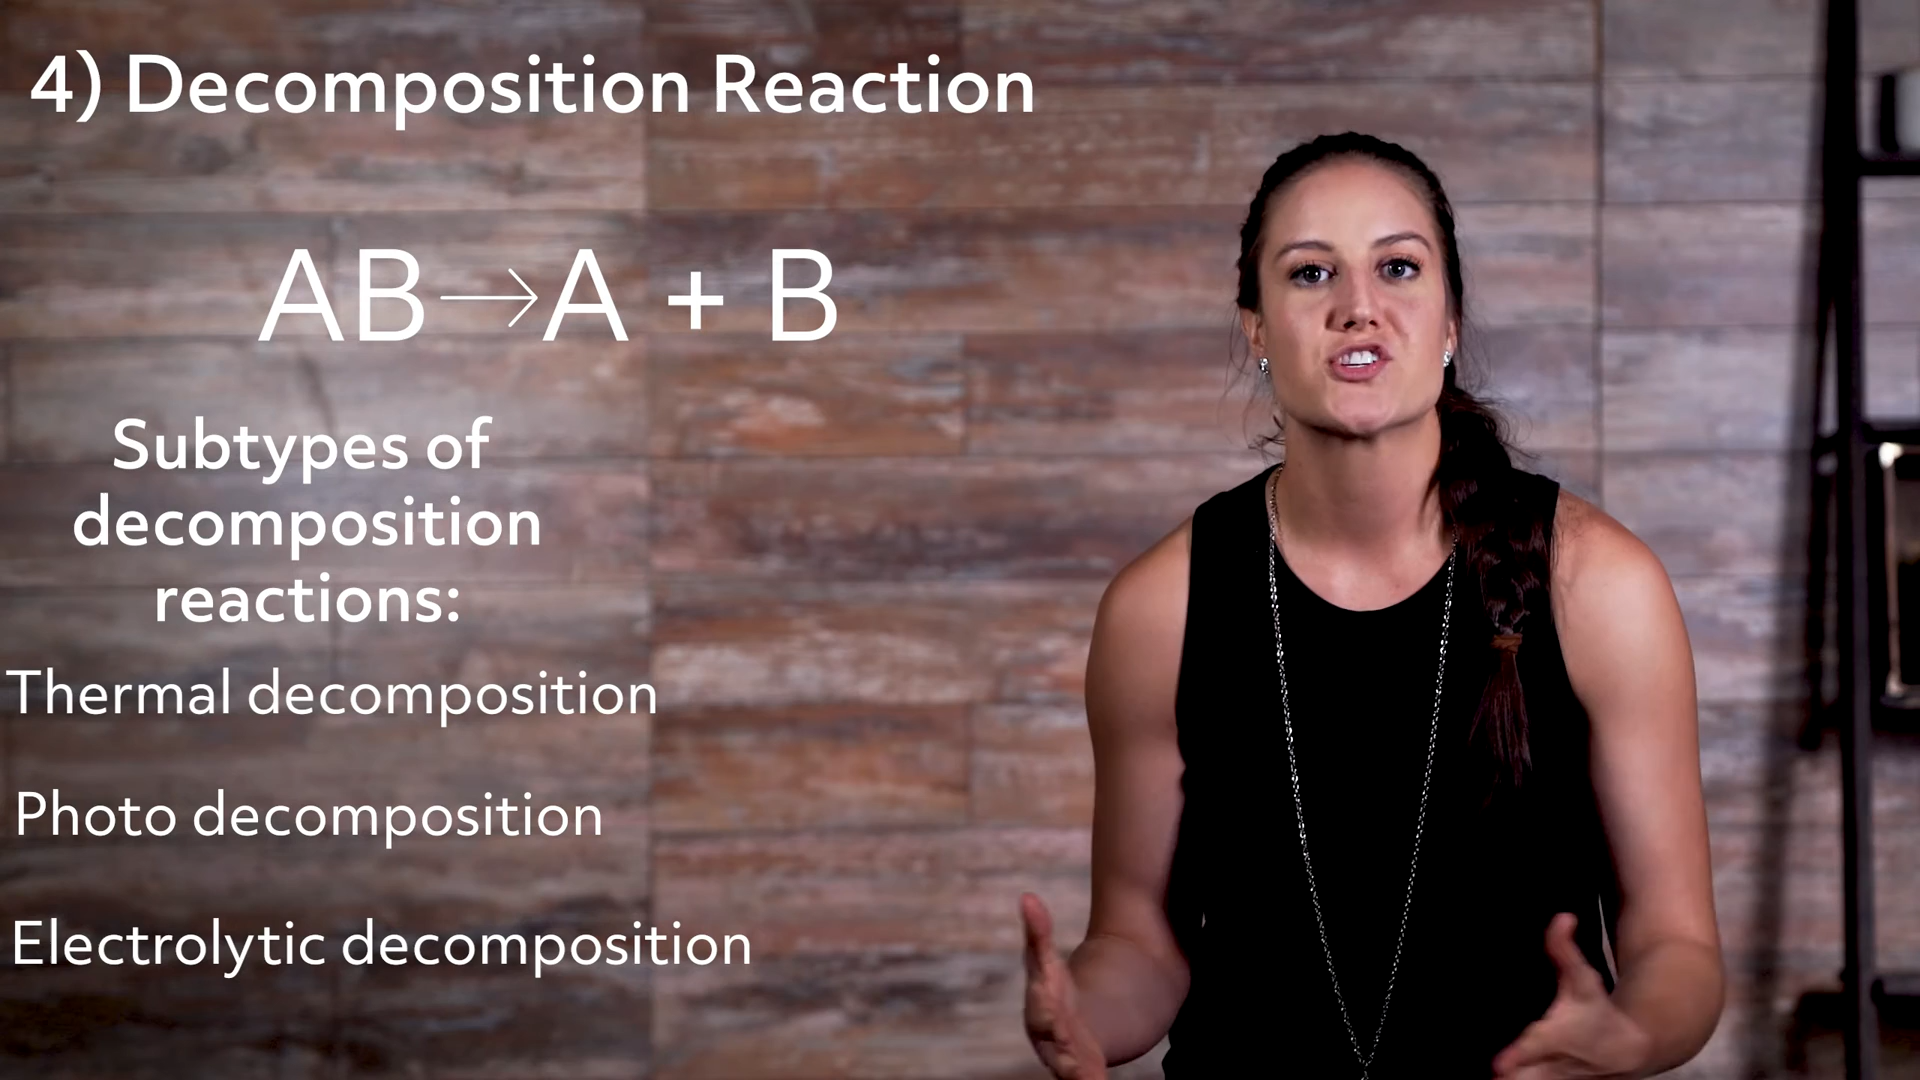 4) Decomposition Reaction
AB→A + B
Subtypes of
decomposition
reactions:
Thermal decomposition
Photo decomposition
Electrolytic decomposition